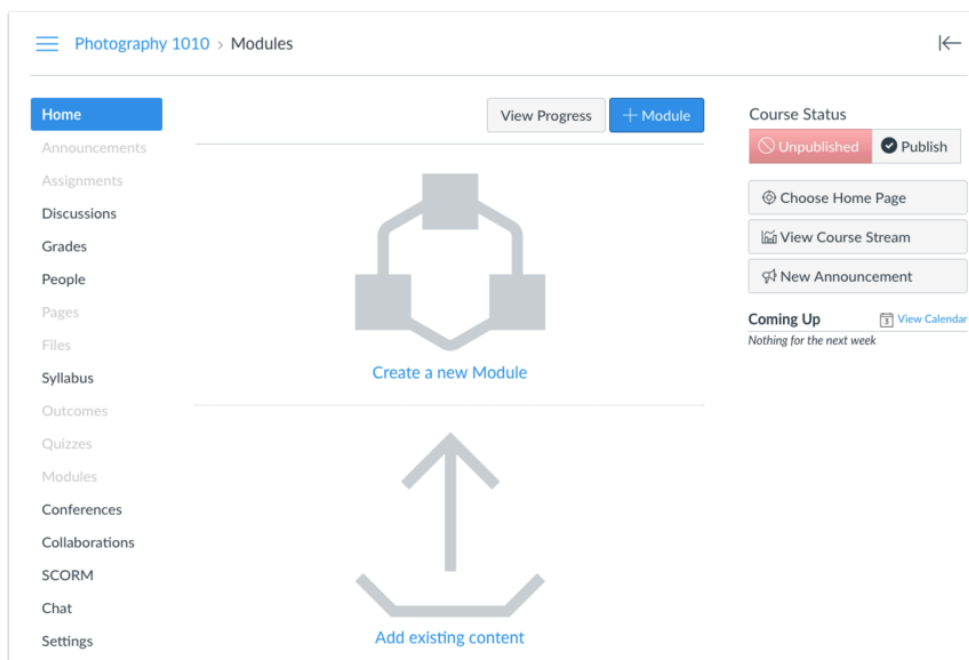 Photography 1010 > Modules
Home
Announcements
Assignments
Discussions
Grades
People
Pages
Files
Syllabus
Outcomes
Quizzes
Modules
Conferences
Collaborations
SCORM
Chat
Settings
View Progress
+ Module
Create a new Module
Add existing content
Course Status
Unpublished
Publish
Choose Home Page
View Course Stream
New Announcement
Coming Up
3 View Calendar
Nothing for the next week